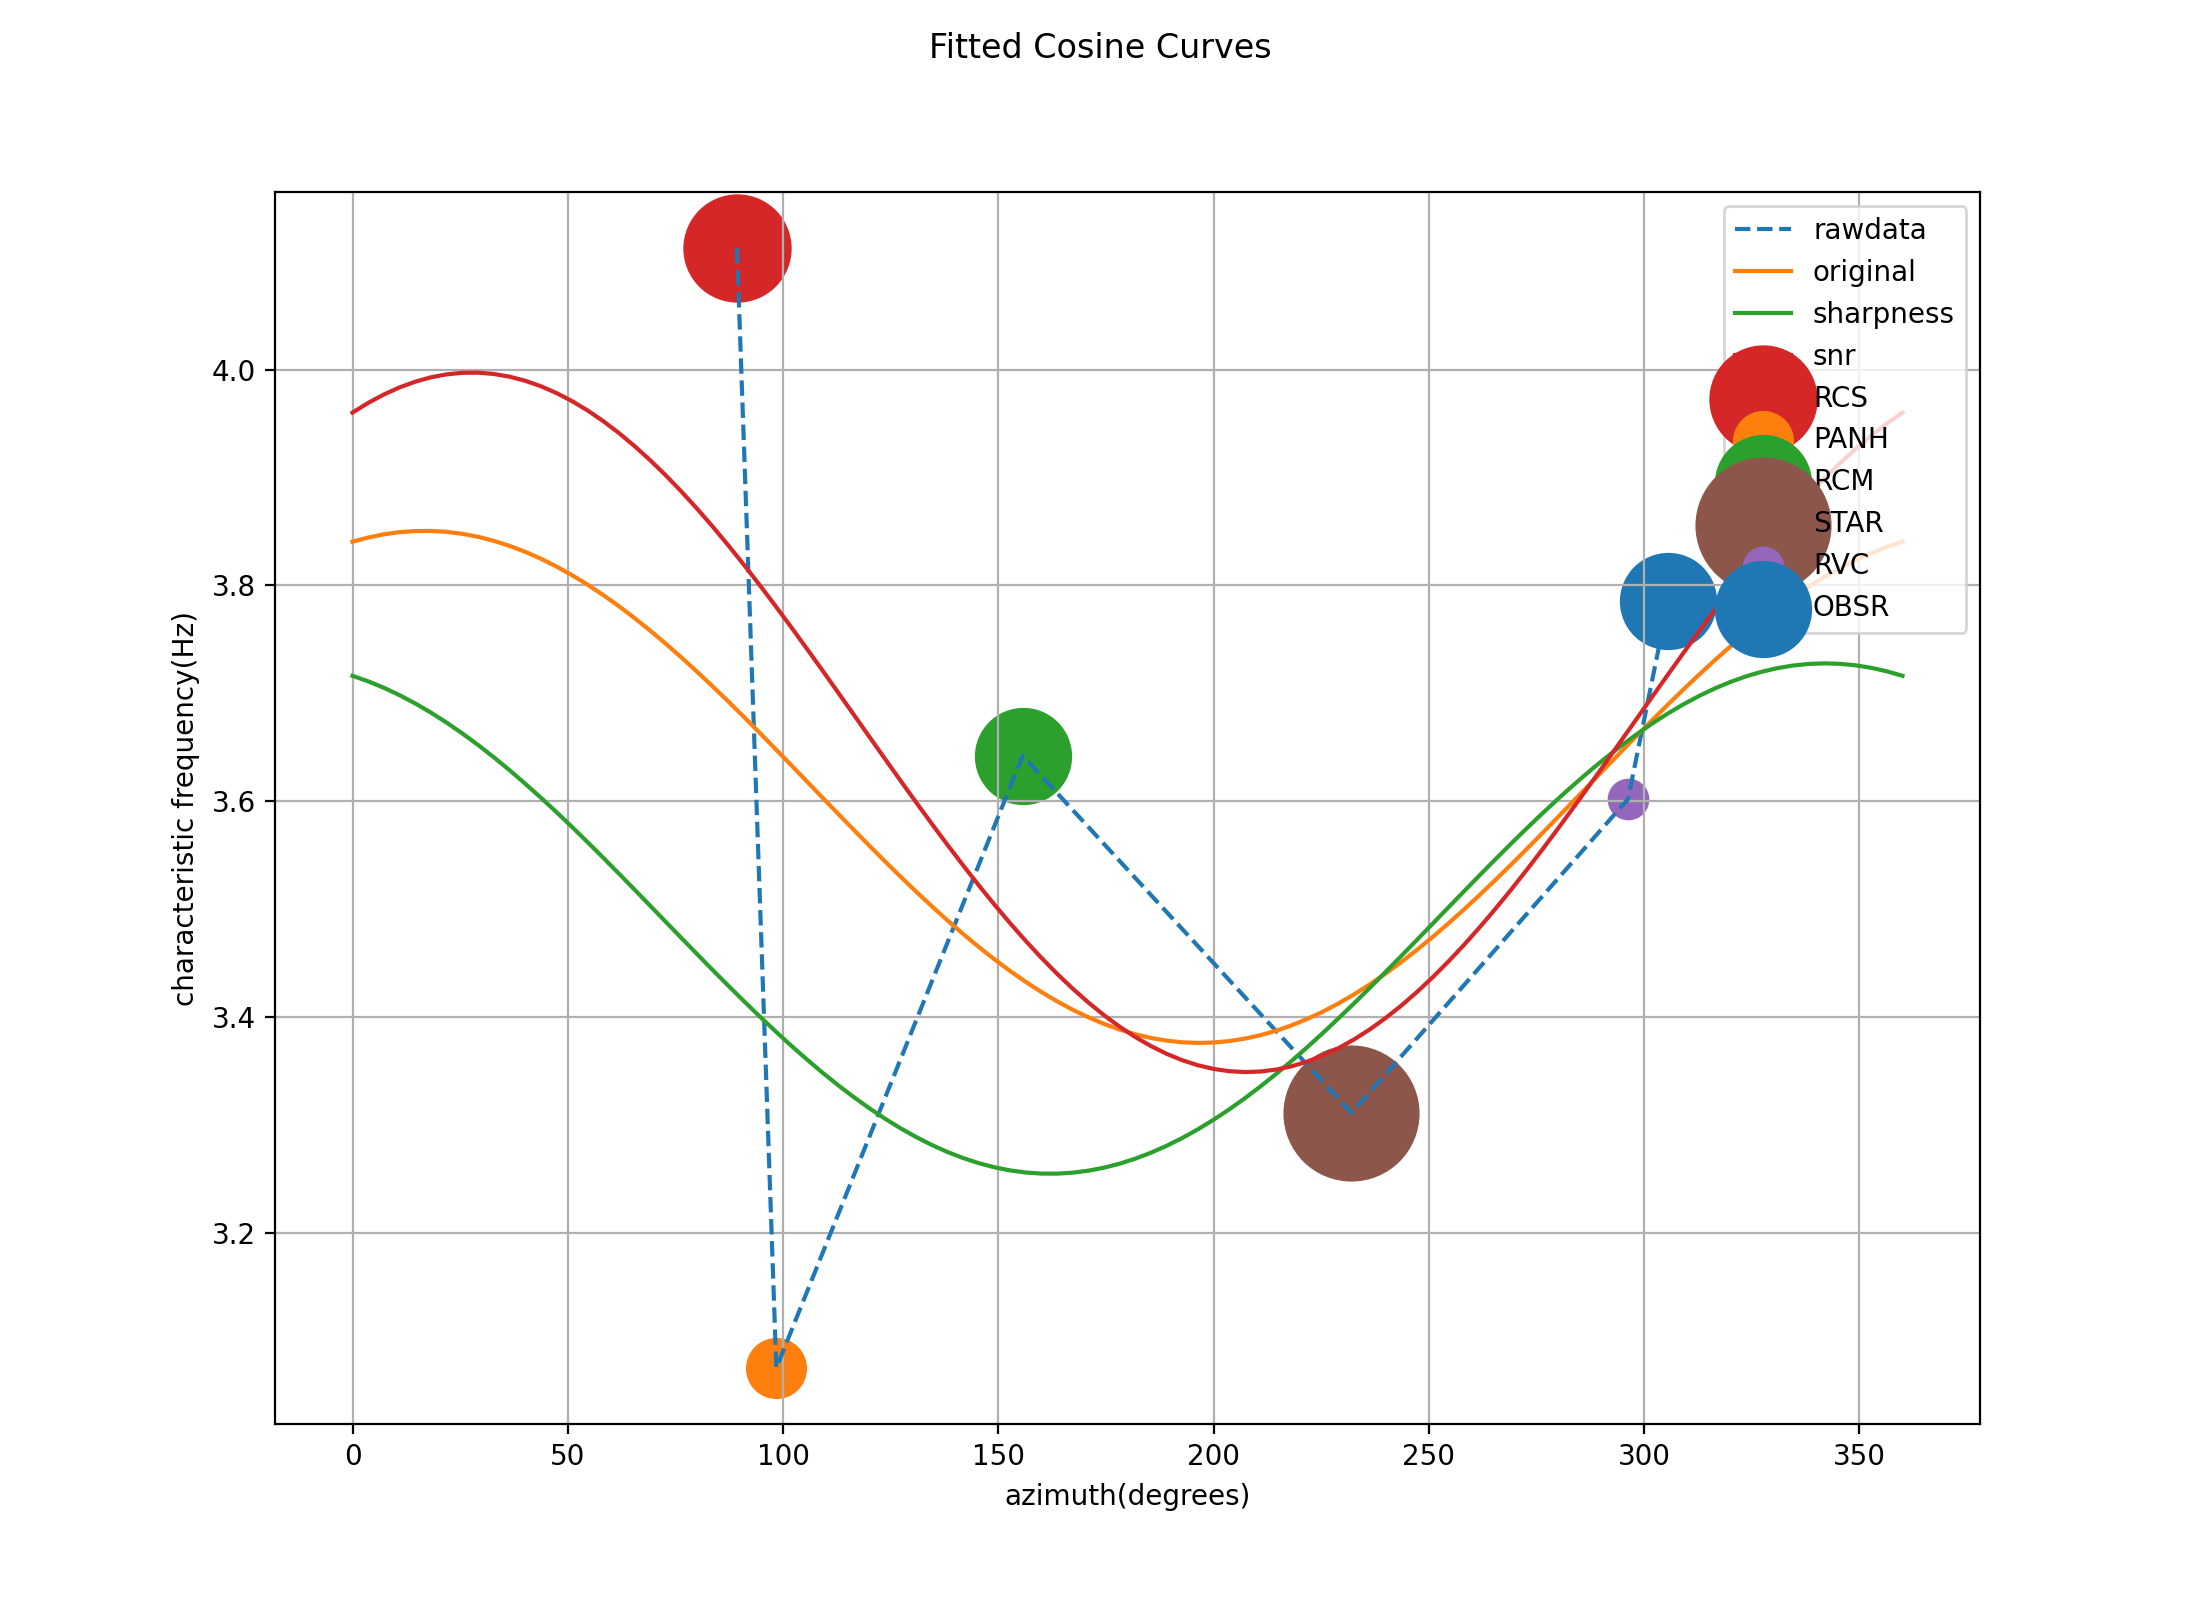 Fitted Cosine Curves
rawdata
original
sharpness
snr
RCS
PANH
RCM
STAR
RVC
OBSR
4.0
3.8
3.6
3.4
3.2
characteristic frequency(Hz)
0 50 100 150 200 250 300 350
azimuth(degrees)